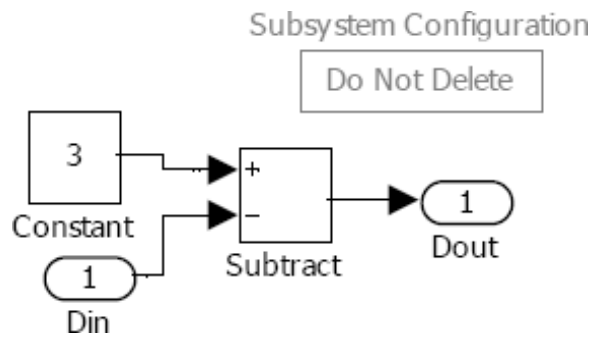 Subsystem Configuration
Do Not Delete
3
+
−
Constant
1
Din
Subtract
1
Dout